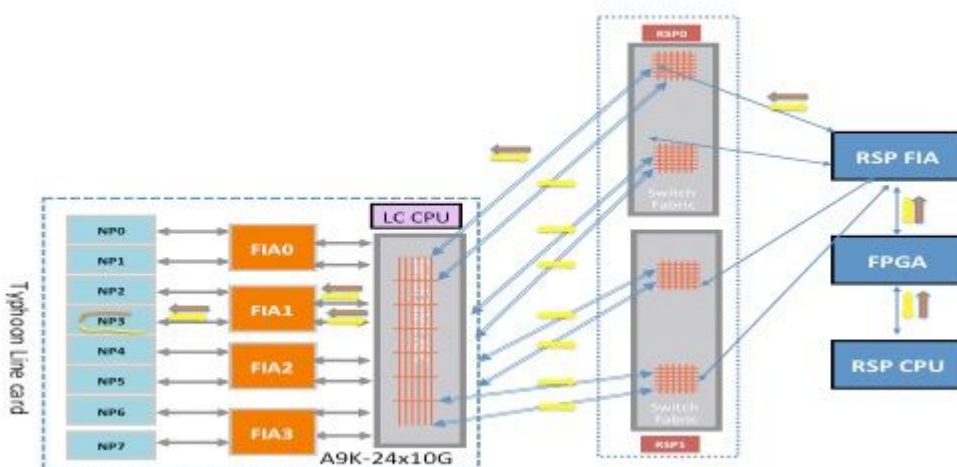 RSP0
Switch
Fabric
RSP FIA
FPGA
RSP CPU
Switch
Fabric
RSP1
LC CPU
NP0
NP1
NP2
NP3
NP4
NP5
NP6
NP7
FIA0
FIA1
FIA2
FIA3
A9K-24x10G
Typhoon Line card